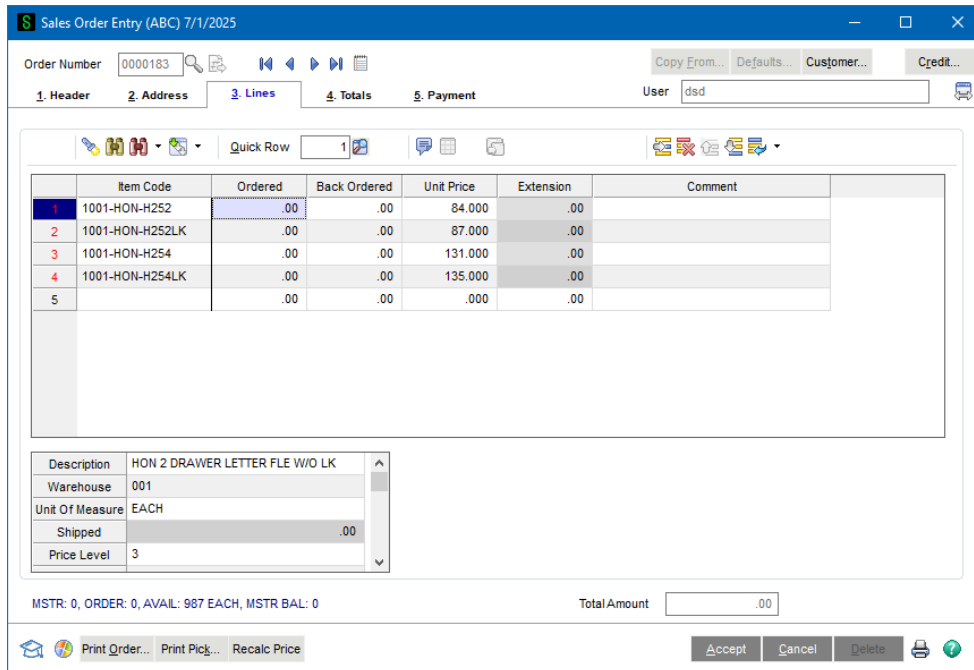 S Sales Order Entry (ABC) 7/1/2025
Order Number 0000183 Copy From... Defaults... Customer... Credit...
1. Header 2. Address 3. Lines 4. Totals 5. Payment User dsd
Quick Row 1
Item Code Ordered Back Ordered Unit Price Extension Comment
1 1001-HON-H252 .00 .00 84.000 .00
2 1001-HON-H252LK .00 .00 87.000 .00
3 1001-HON-H254 .00 .00 131.000 .00
4 1001-HON-H254LK .00 .00 135.000 .00
5 .00 .00 .000 .00
Description HON 2 DRAWER LETTER FLE W/O LK
Warehouse 001
Unit Of Measure EACH
Shipped .00
Price Level 3
MSTR: 0, ORDER: 0, AVAIL: 987 EACH, MSTR BAL: 0 Total Amount .00
Print Order... Print Pick... Recalc Price Accept Cancel Delete ?